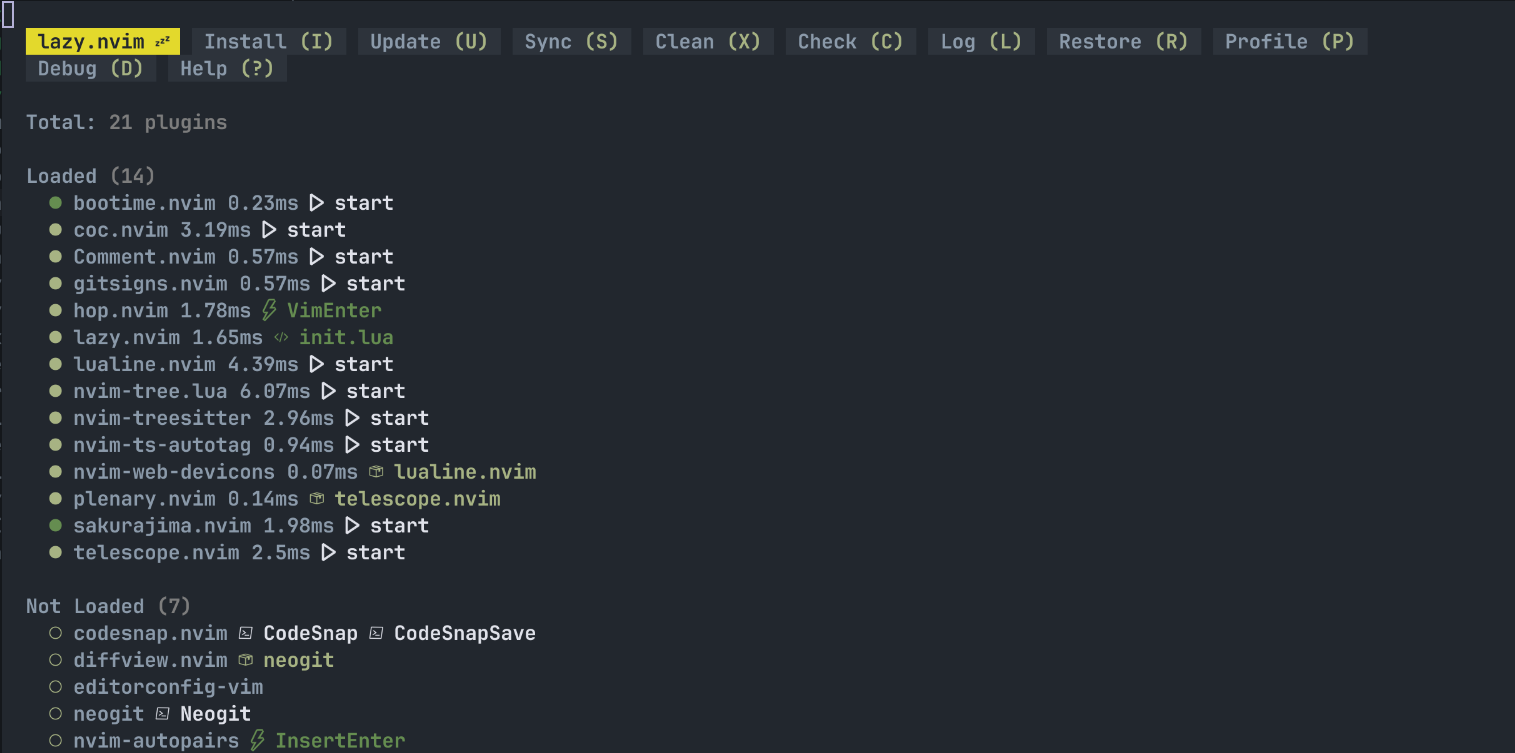 lazy.nvim 💤 Install (I) Update (U) Sync (S) Clean (X) Check (C) Log (L) Restore (R) Profile (P)
Debug (D) Help (?)
Total: 21 plugins
Loaded (14)
● bootime.nvim 0.23ms ▷ start
● coc.nvim 3.19ms ▷ start
● Comment.nvim 0.57ms ▷ start
● gitsigns.nvim 0.57ms ▷ start
● hop.nvim 1.78ms VimEnter
● lazy.nvim 1.65ms </> init.lua
● lualine.nvim 4.39ms ▷ start
● nvim-tree.lua 6.07ms ▷ start
● nvim-treesitter 2.96ms ▷ start
● nvim-ts-autotag 0.94ms ▷ start
● nvim-web-devicons 0.07ms lualine.nvim
● plenary.nvim 0.14ms telescope.nvim
● sakurajima.nvim 1.98ms ▷ start
● telescope.nvim 2.5ms ▷ start
Not Loaded (7)
○ codesnap.nvim CodeSnap CodeSnapSave
○ diffview.nvim neogit
○ editorconfig-vim
○ neogit Neogit
○ nvim-autopairs InsertEnter